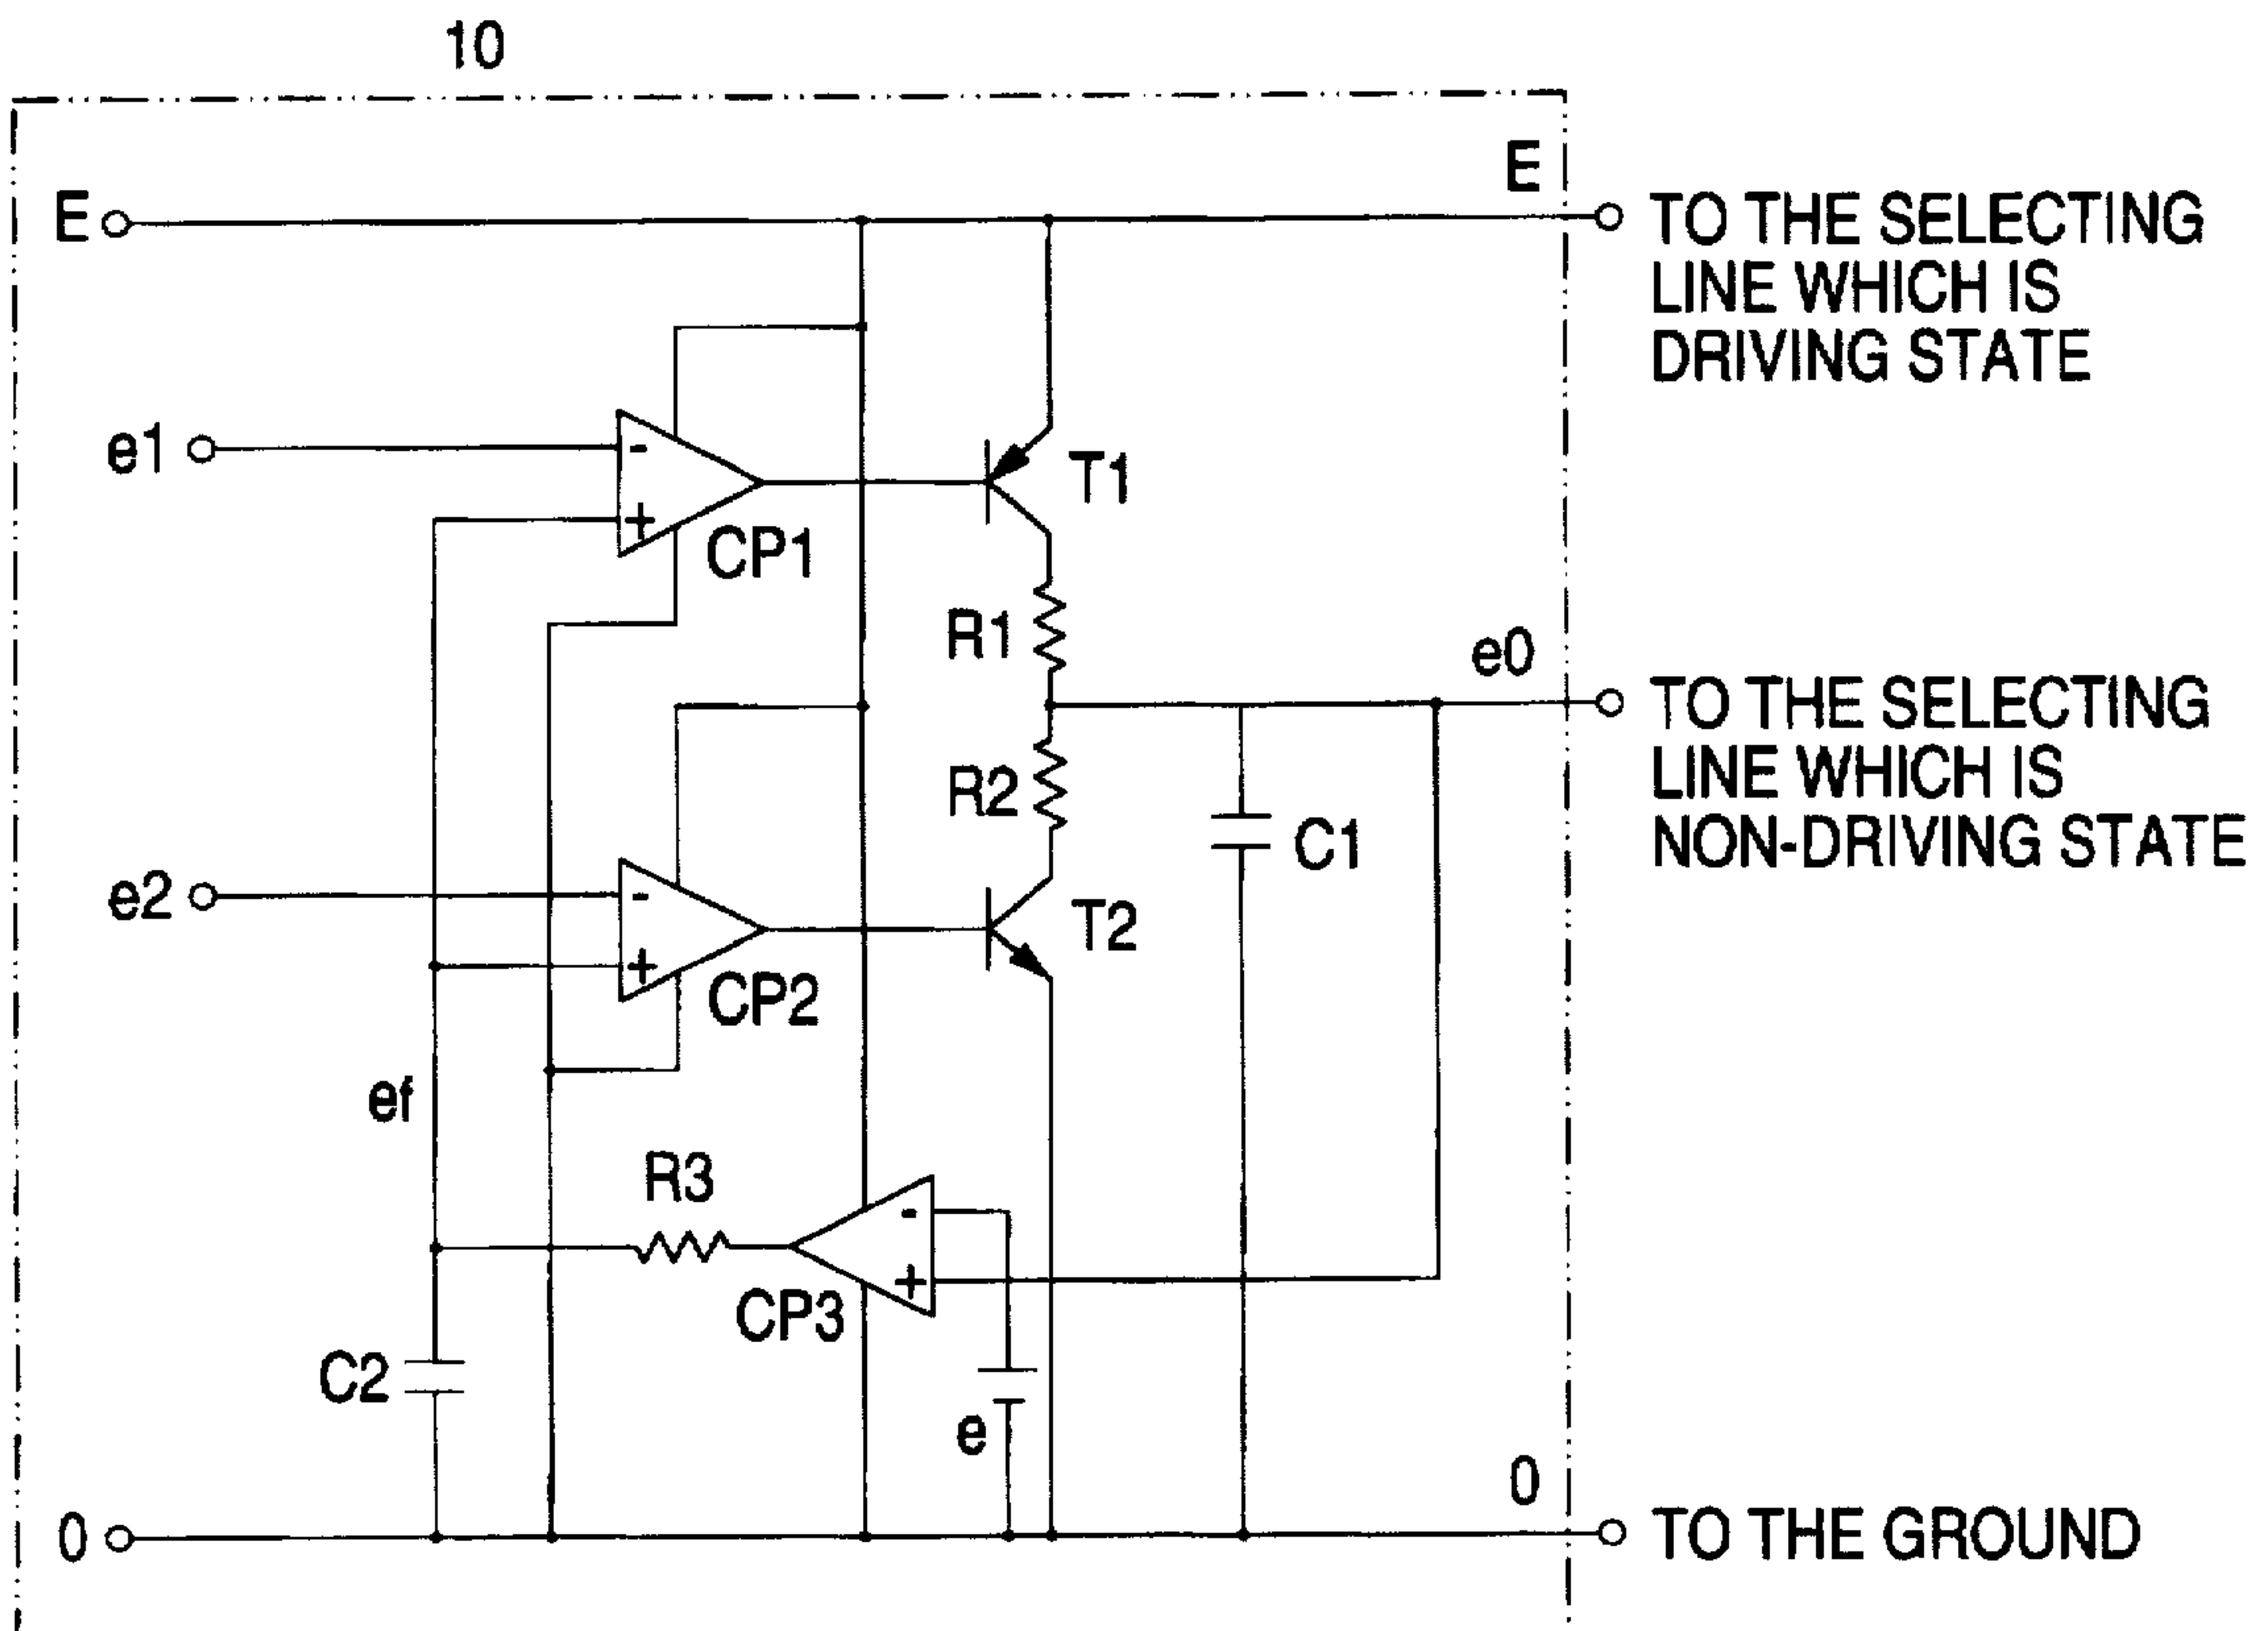 10
E
E
TO THE SELECTING
LINE WHICH IS
DRIVING STATE
e1
-
+
CP1
T1
R1
e0
TO THE SELECTING
LINE WHICH IS
NON-DRIVING STATE
R2
C1
e2
-
+
CP2
T2
ef
R3
-
+
CP3
C2
e
0
0
TO THE GROUND